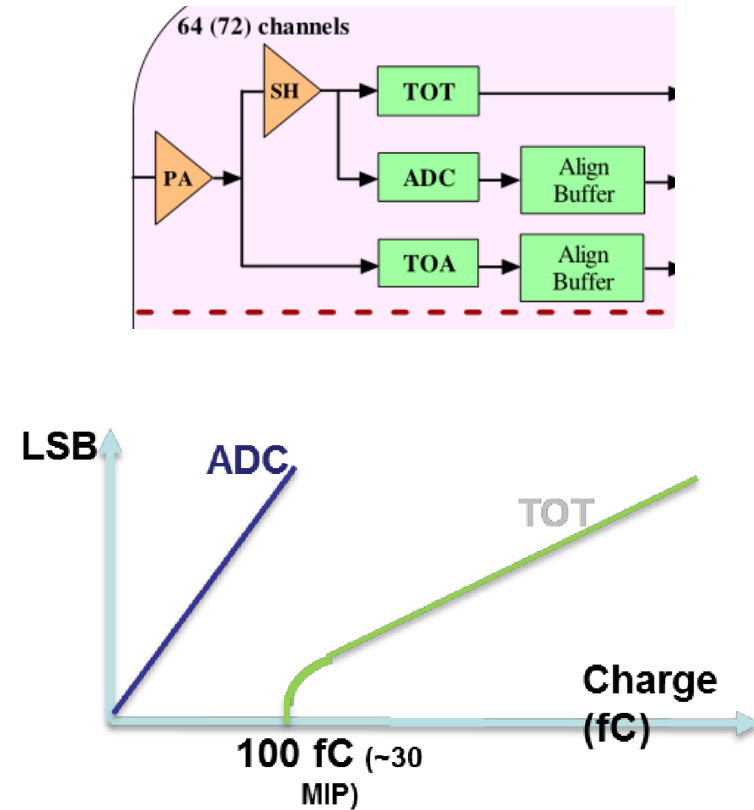 64 (72) channels
SH
TOT
PA
ADC
Align
Buffer
TOA
Align
Buffer
LSB
ADC
TOT
Charge
(fC)
100 fC (~30
MIP)